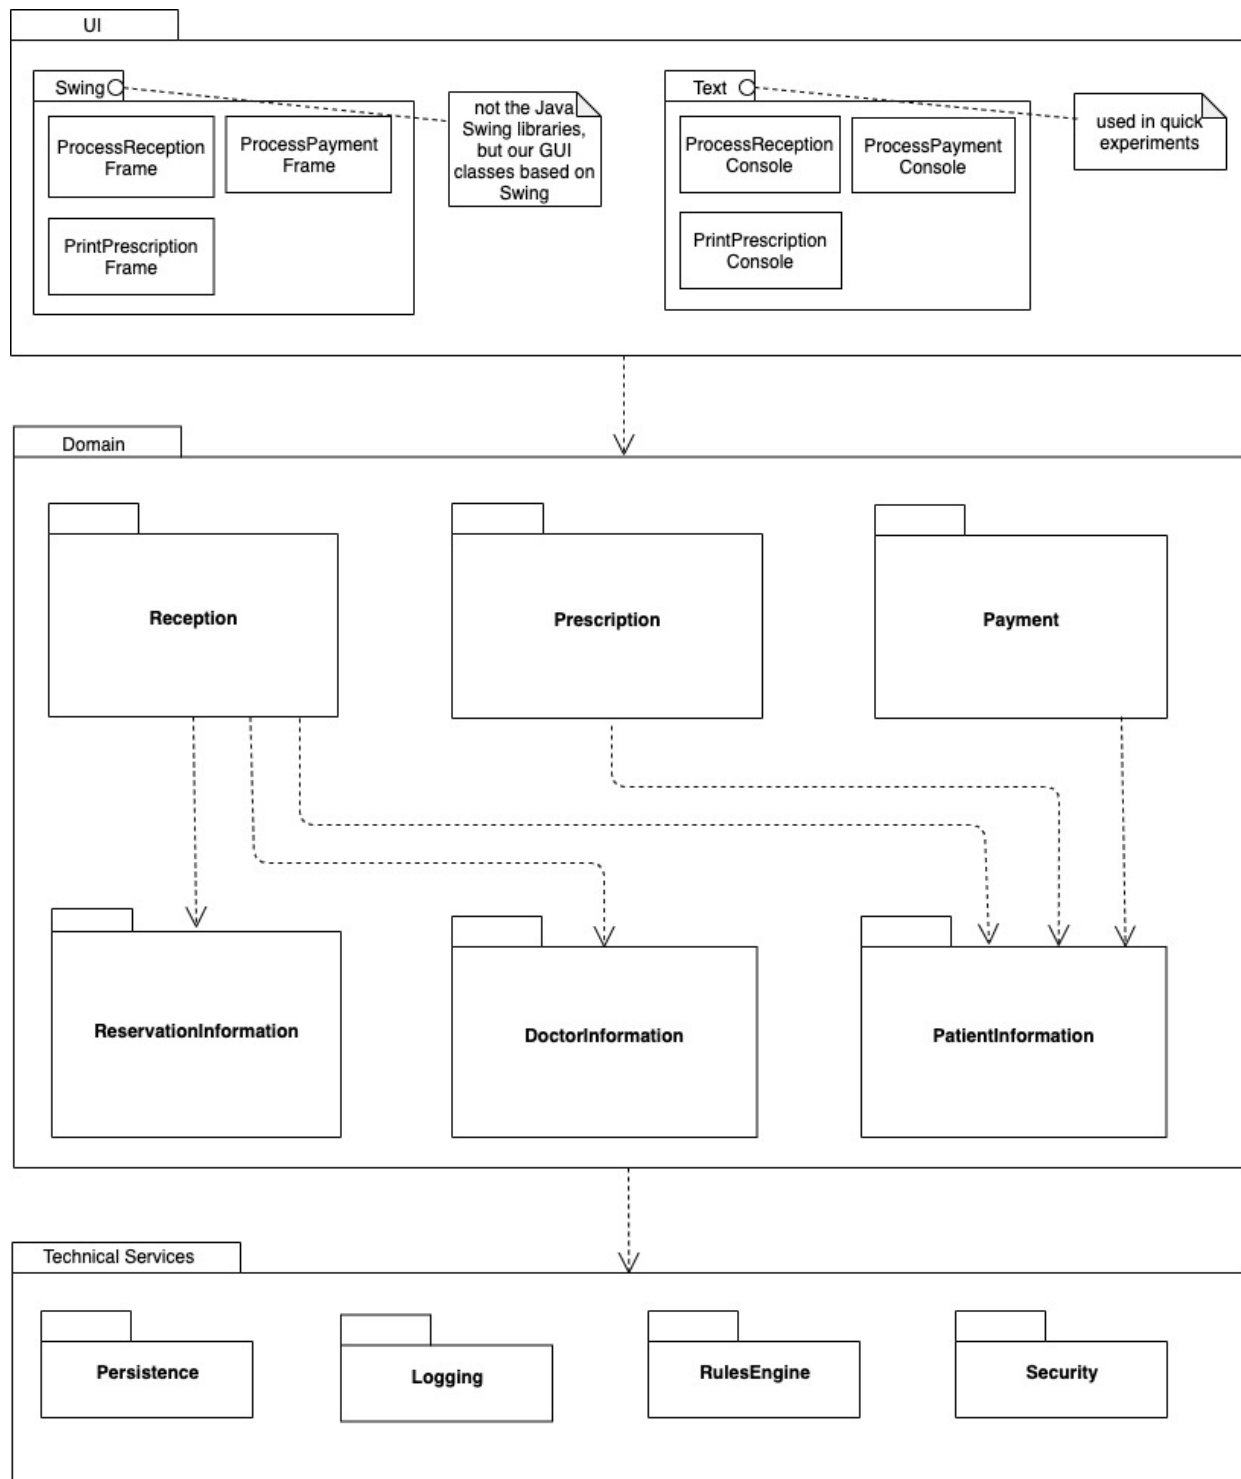 UI
Swing
ProcessReception
Frame
ProcessPayment
Frame
PrintPrescription
Frame
not the Java
Swing libraries,
but our GUI
classes based on
Swing
Text
ProcessReception
Console
ProcessPayment
Console
PrintPrescription
Console
used in quick
experiments
Domain
Reception
Prescription
Payment
ReservationInformation
DoctorInformation
PatientInformation
Technical Services
Persistence
Logging
RulesEngine
Security